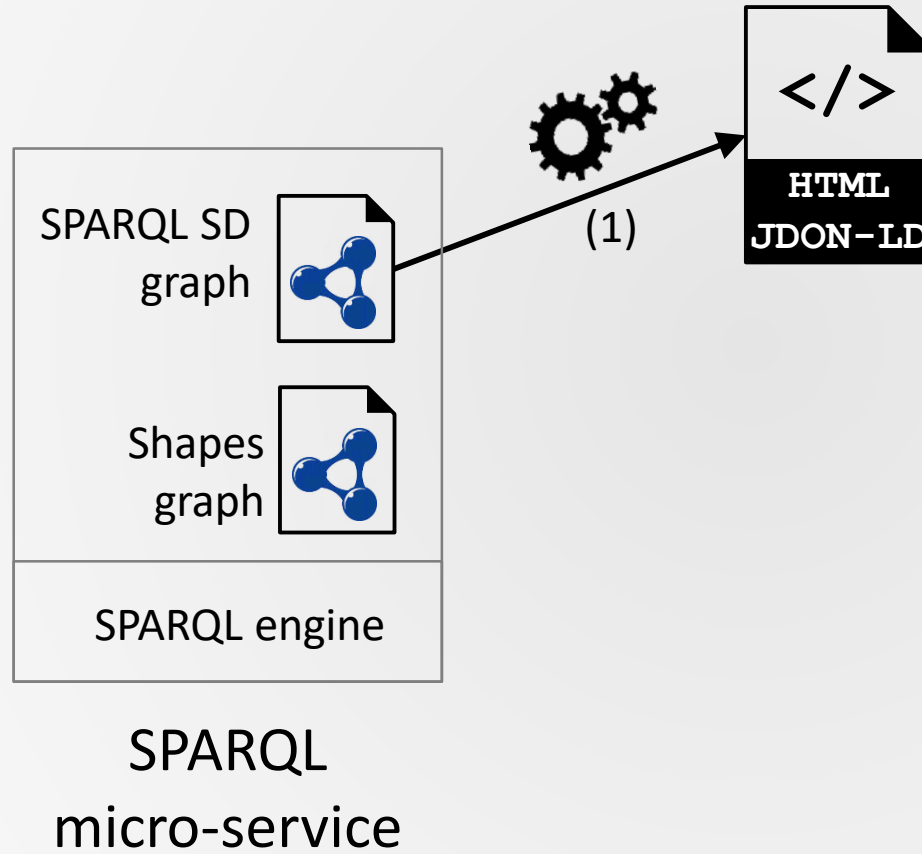 </>
HTML
JDON-LD
(1)
SPARQL SD
graph
Shapes
graph
SPARQL engine
SPARQL
micro-service